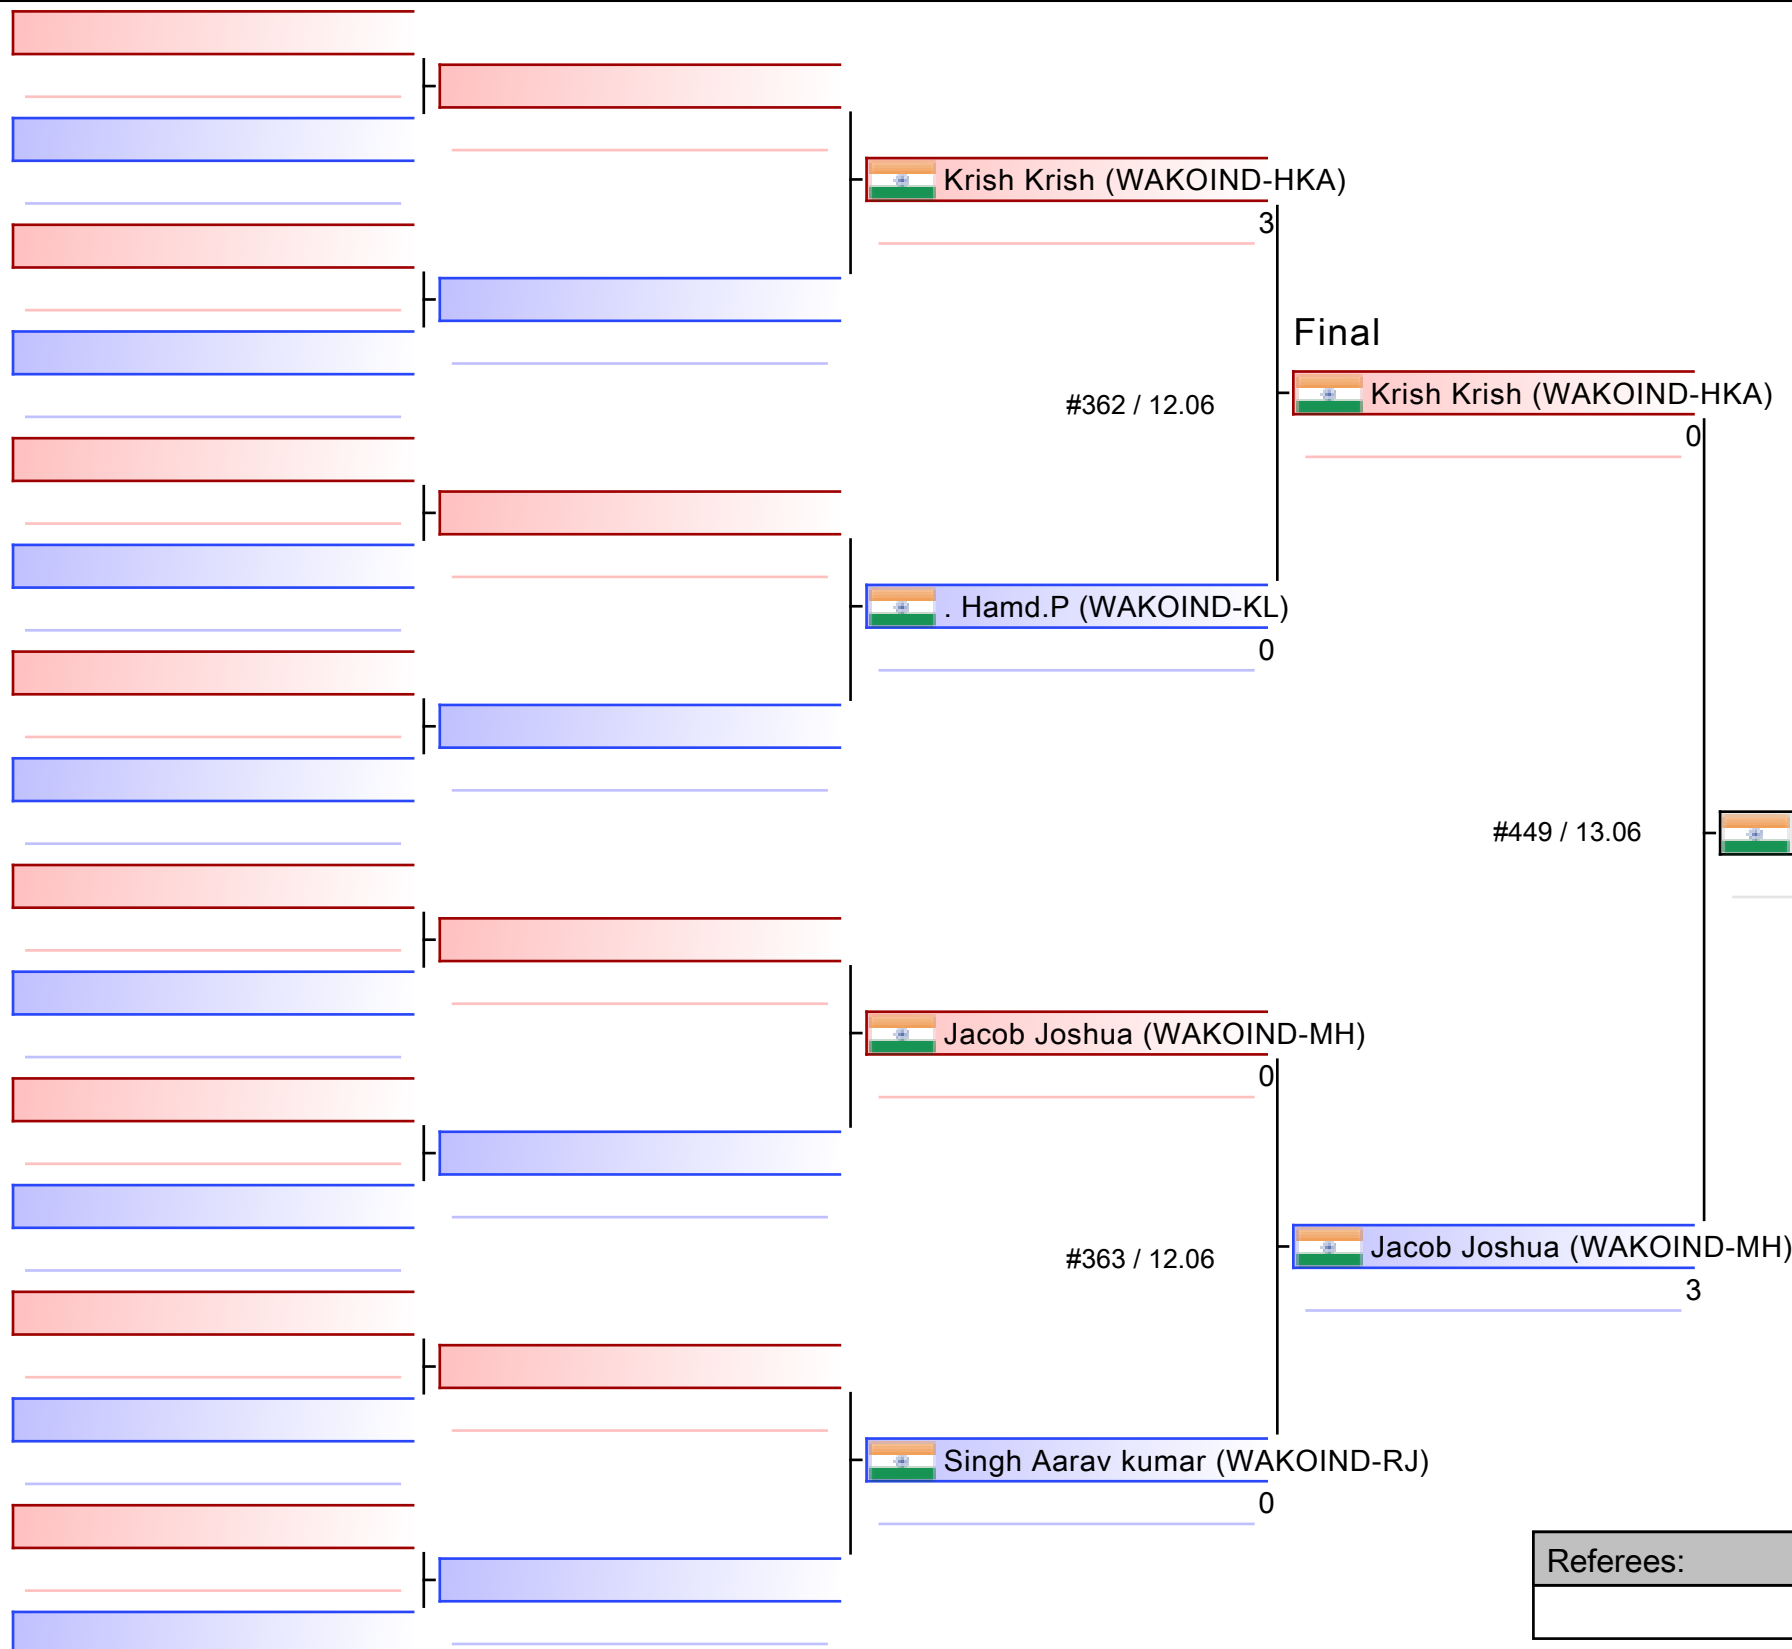 Krish Krish (WAKOIND-HKA)
3
Final
#362 / 12.06
Krish Krish (WAKOIND-HKA)
0
. Hamd.P (WAKOIND-KL)
0
#449 / 13.06
Jacob Joshua (WAKOIND-MH)
0
#363 / 12.06
Jacob Joshua (WAKOIND-MH)
3
Singh Aarav kumar (WAKOIND-RJ)
0
Referees: